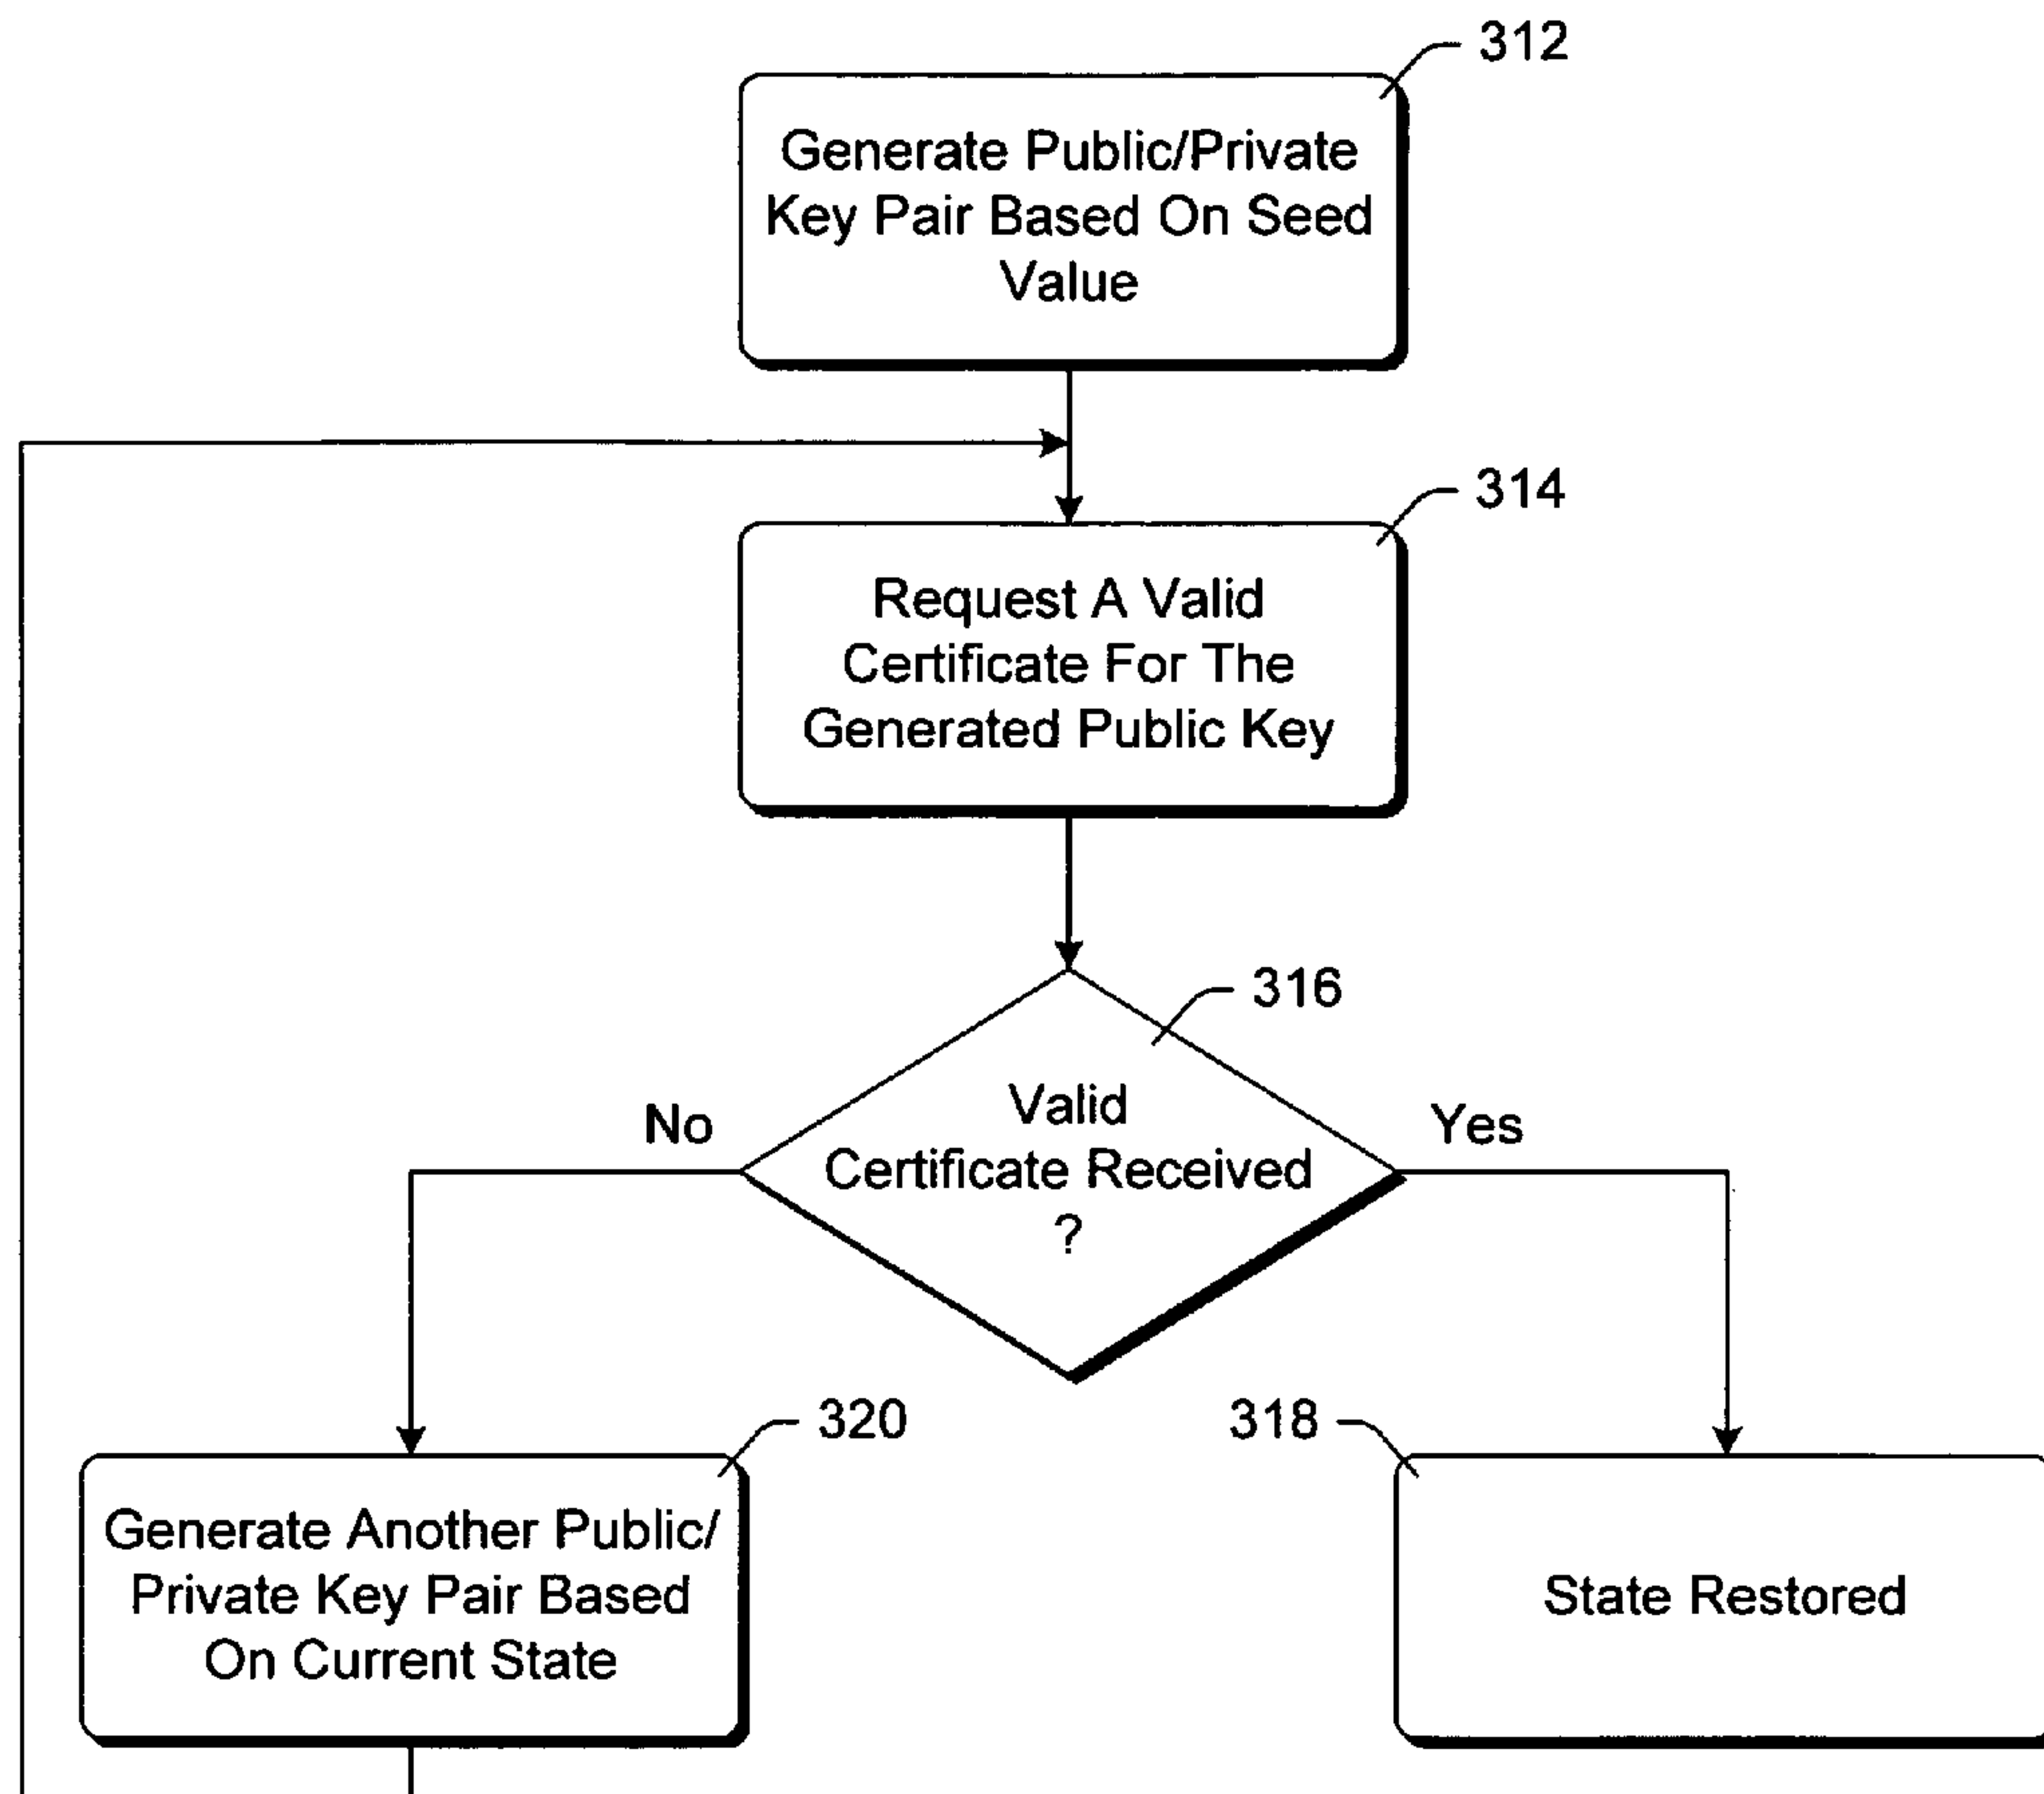 312
Generate Public/Private
Key Pair Based On Seed
Value
314
Request A Valid
Certificate For The
Generated Public Key
316
Valid
Certificate Received
?
No
Yes
320
Generate Another Public/
Private Key Pair Based
On Current State
318
State Restored